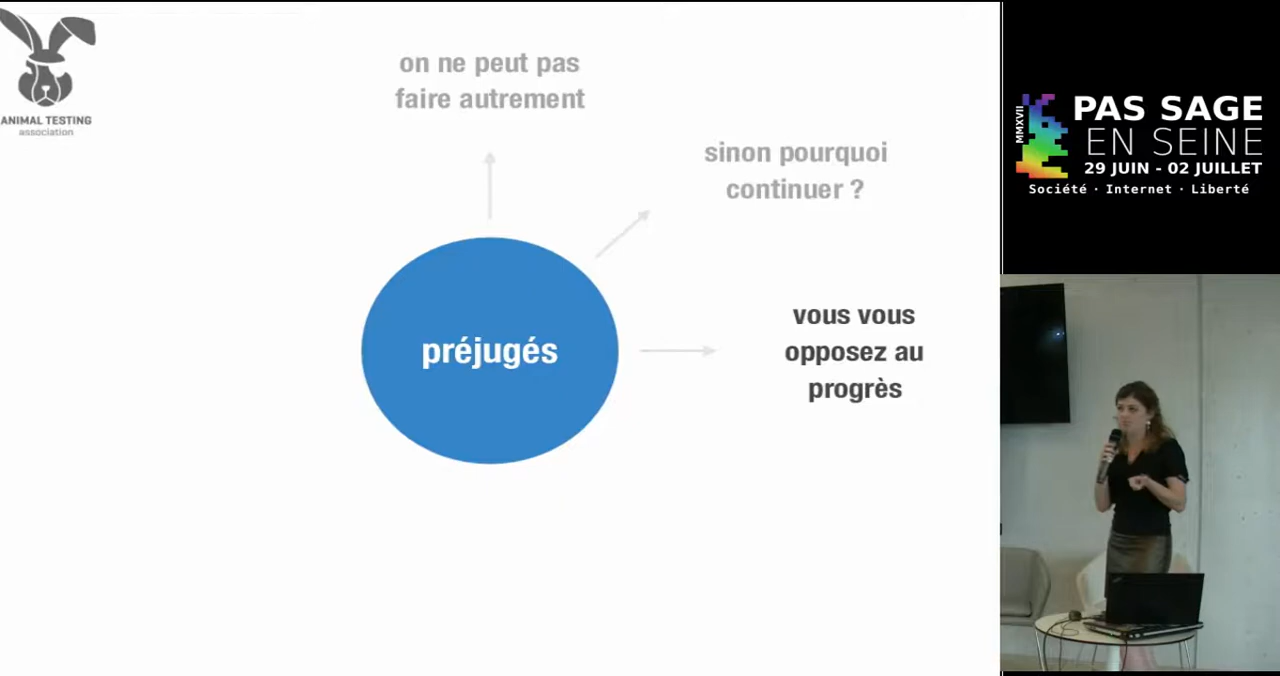 ANIMAL TESTING
association
on ne peut pas
faire autrement
sinon pourquoi
continuer ?
préjugés
vous vous
opposez au
progrès
MMXVII
PAS SAGE
EN SEINE
29 JUIN - 02 JUILLET
Société · Internet · Liberté